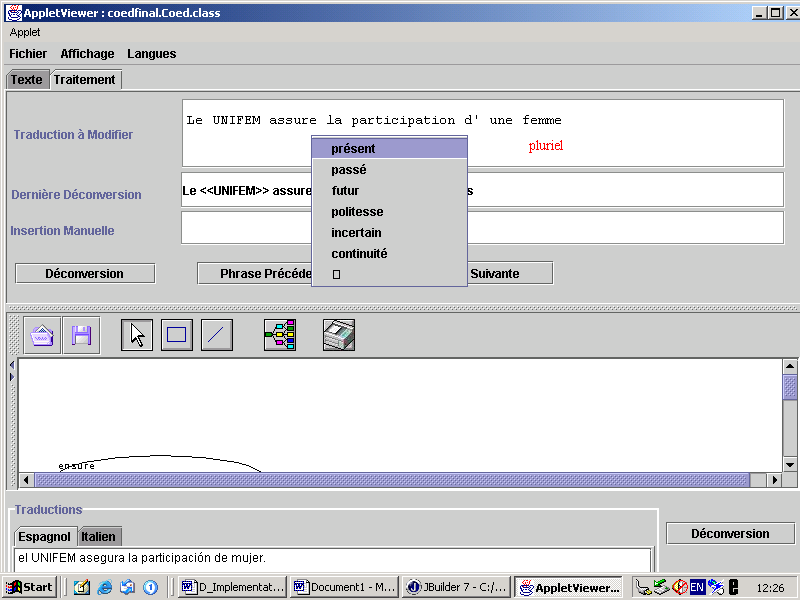 AppletViewer : coedfinal.Coed.class
Applet
Fichier Affichage Langues
Texte Traitement
Traduction à Modifier
Le UNIFEM assure la participation d' une femme
pluriel
présent
passé
futur
politesse
incertain
continuité
Dernière Déconversion
Le <<UNIFEM>> assure
Insertion Manuelle
Déconversion
Phrase Précéde
Suivante
ensure
Traductions
Espagnol Italien
Déconversion
el UNIFEM asegura la participación de mujer.
Start
D_Implementat...
Document1 - M...
JBuilder 7 - C:/...
AppletViewer...
EN
12:26